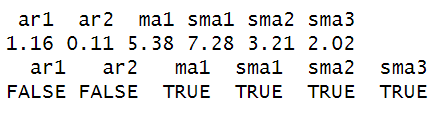 ar1 ar2 ma1 sma1 sma2 sma3
1.16 0.11 5.38 7.28 3.21 2.02
ar1 ar2 ma1 sma1 sma2 sma3
FALSE FALSE TRUE TRUE TRUE TRUE